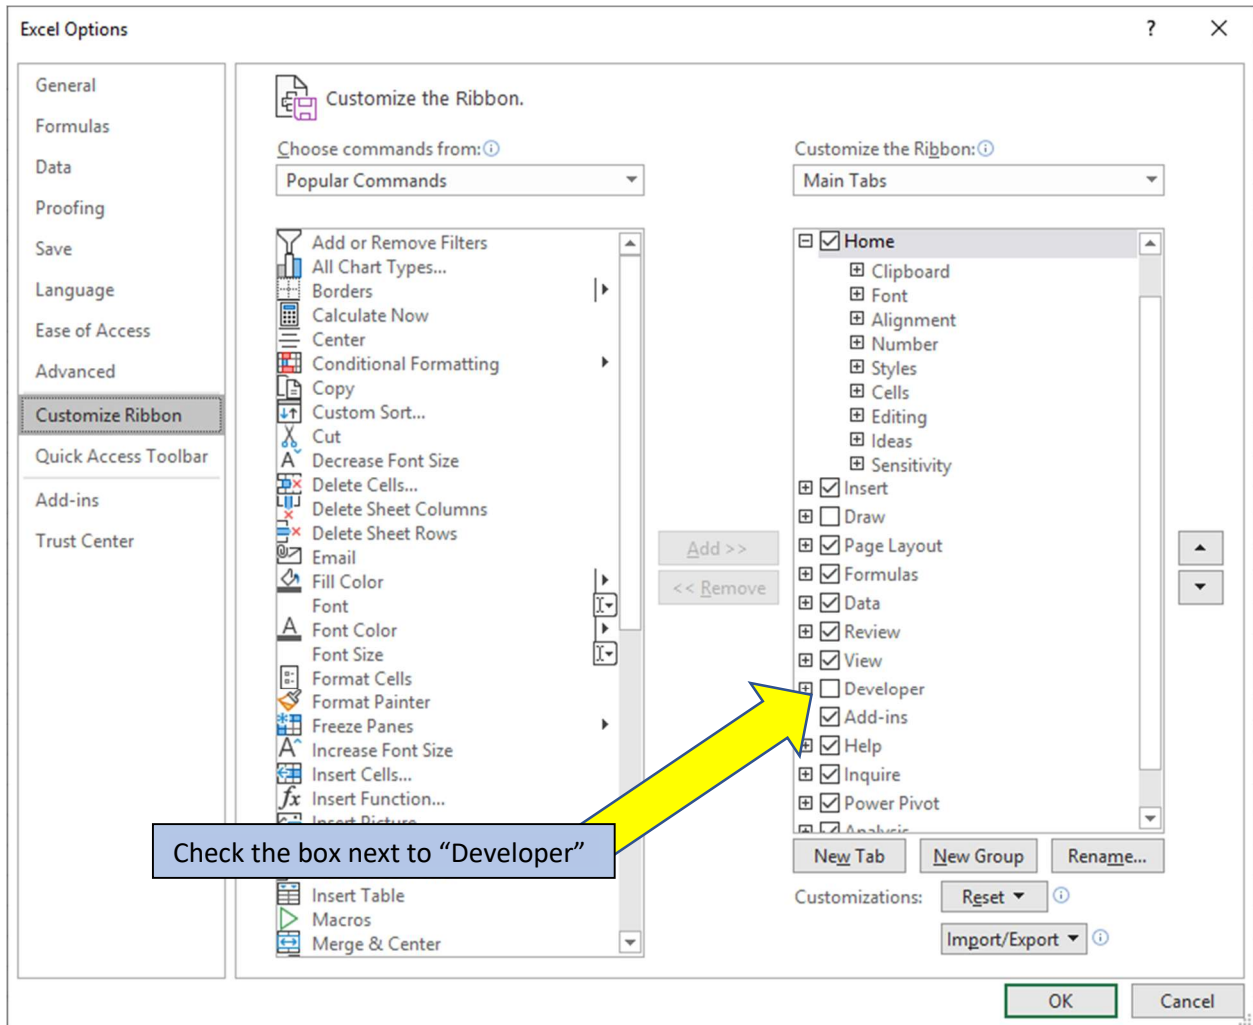 Excel Options
?
General
Formulas
Data
Proofing
Save
Language
Ease of Access
Advanced
Customize Ribbon
Quick Access Toolbar
Add-ins
Trust Center
Customize the Ribbon.
Choose commands from:
Popular Commands
Add or Remove Filters
All Chart Types...
Borders
Calculate Now
Center
Conditional Formatting
Copy
Custom Sort...
Cut
Decrease Font Size
Delete Cells...
Delete Sheet Columns
Delete Sheet Rows
Email
Fill Color
Font
Font Color
Font Size
Format Cells
Format Painter
Freeze Panes
Increase Font Size
Insert Cells...
Insert Function...
Insert Picture
Check the box next to “Developer”
Insert Table
Macros
Merge & Center
Add >>
<< Remove
Customize the Ribbon:
Main Tabs
Home
Clipboard
Font
Alignment
Number
Styles
Cells
Editing
Ideas
Sensitivity
Insert
Draw
Page Layout
Formulas
Data
Review
View
Developer
Add-ins
Help
Inquire
Power Pivot
Analysis
New Tab
New Group
Rename...
Customizations:
Reset
Import/Export
OK
Cancel